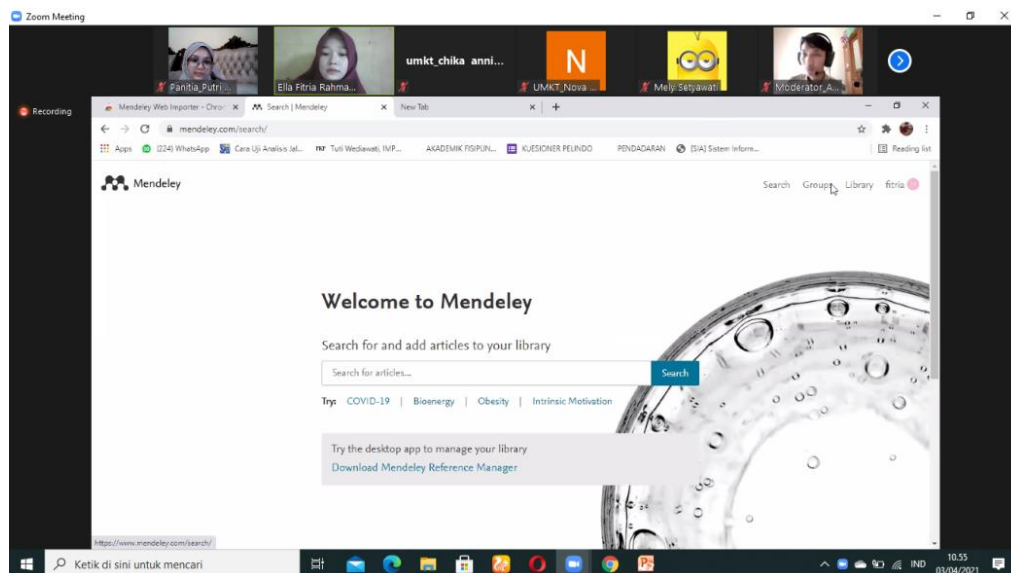 Zoom Meeting
Panitia_Putri ...
Ella Fitria Rahma...
umkt_chika anni...
N
UMKT_Nova ...
Mely Setyawati
Moderator_A...
Recording
Mendeley Web Importer - Chro
Search | Mendeley
New Tab
mendeley.com/search/
Apps
(224) WhatsApp
Cara Uji Analisis Jal...
Tuti Wediawati, IMP...
AKADEMIK FISIPUN...
KUESIONER PELINDO
PENDADARAN
[SIA] Sistem Inform...
Reading list
Mendeley
Search Groups Library fitria
Welcome to Mendeley
Search for and add articles to your library
Search for articles...
Search
Try: COVID-19 | Bioenergy | Obesity | Intrinsic Motivation
Try the desktop app to manage your library
Download Mendeley Reference Manager
https://www.mendeley.com/search/
Ketik di sini untuk mencari
IND
10.55
03/04/2021